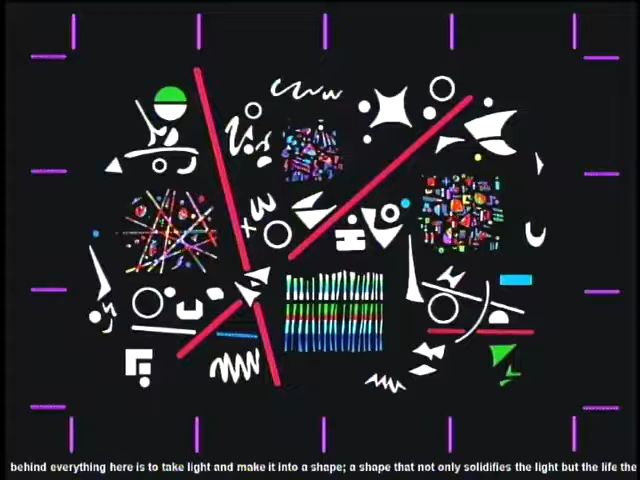 behind everything here is to take light and make it into a shape; a shape that not only solidifies the light but the life the